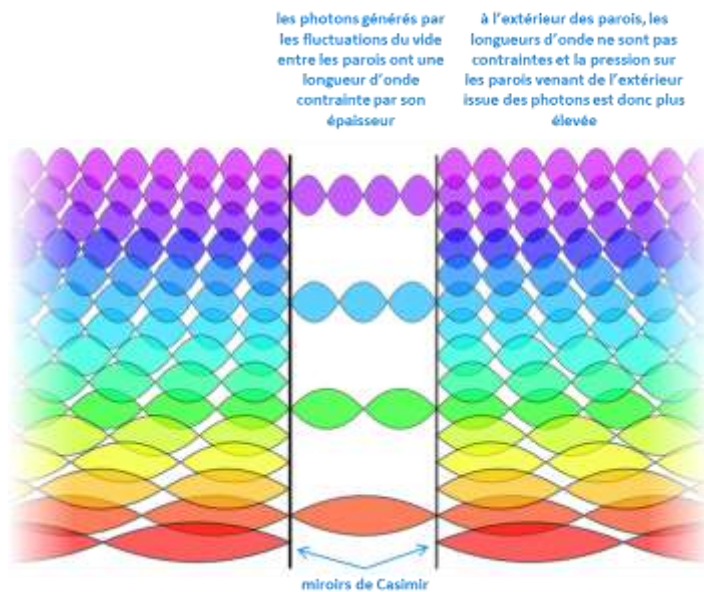 les photons générés par
les fluctuations du vide
entre les parois ont une
longueur d'onde
contrainte par son
épaisseur
à l'extérieur des parois, les
longueurs d'onde ne sont pas
contraintes et la pression sur
les parois venant de l'extérieur
issue des photons est donc plus
élevée
miroirs de Casimir